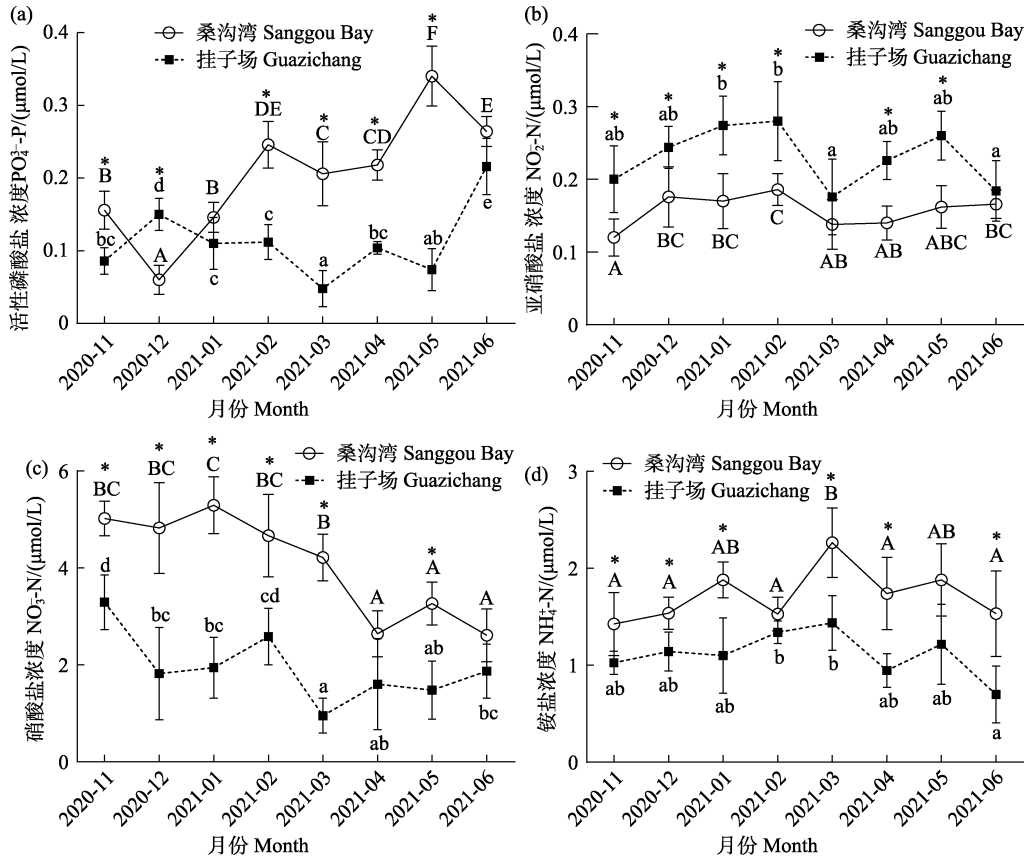 (a)
桑沟湾 Sanggou Bay
挂子场 Guazichang
活性磷酸盐 浓度PO₄³⁻-P/(μmol/L)
0.4
0.3
0.2
0.1
0
* B
* d
B
* DE
* C
* CD
* F
E
bc
A
c
c
a
bc
ab
e
2020-11
2020-12
2021-01
2021-02
2021-03
2021-04
2021-05
2021-06
月份 Month
(b)
桑沟湾 Sanggou Bay
挂子场 Guazichang
亚硝酸盐 浓度 NO₂⁻-N/(μmol/L)
0.4
0.3
0.2
0.1
0
* ab
* ab
* b
* b
a
* ab
* ab
a
A
BC
BC
C
AB
AB
ABC
BC
2020-11
2020-12
2021-01
2021-02
2021-03
2021-04
2021-05
2021-06
月份 Month
(c)
桑沟湾 Sanggou Bay
挂子场 Guazichang
硝酸盐浓度 NO₃⁻-N/(μmol/L)
6
4
2
0
* BC
* BC
* C
* BC
* B
A
* A
A
d
bc
bc
cd
a
ab
ab
bc
2020-11
2020-12
2021-01
2021-02
2021-03
2021-04
2021-05
2021-06
月份 Month
(d)
桑沟湾 Sanggou Bay
挂子场 Guazichang
铵盐浓度 NH₄⁺-N/(μmol/L)
3
2
1
0
* A
* A
* AB
A
* B
* A
AB
* A
ab
ab
ab
b
b
ab
ab
a
2020-11
2020-12
2021-01
2021-02
2021-03
2021-04
2021-05
2021-06
月份 Month